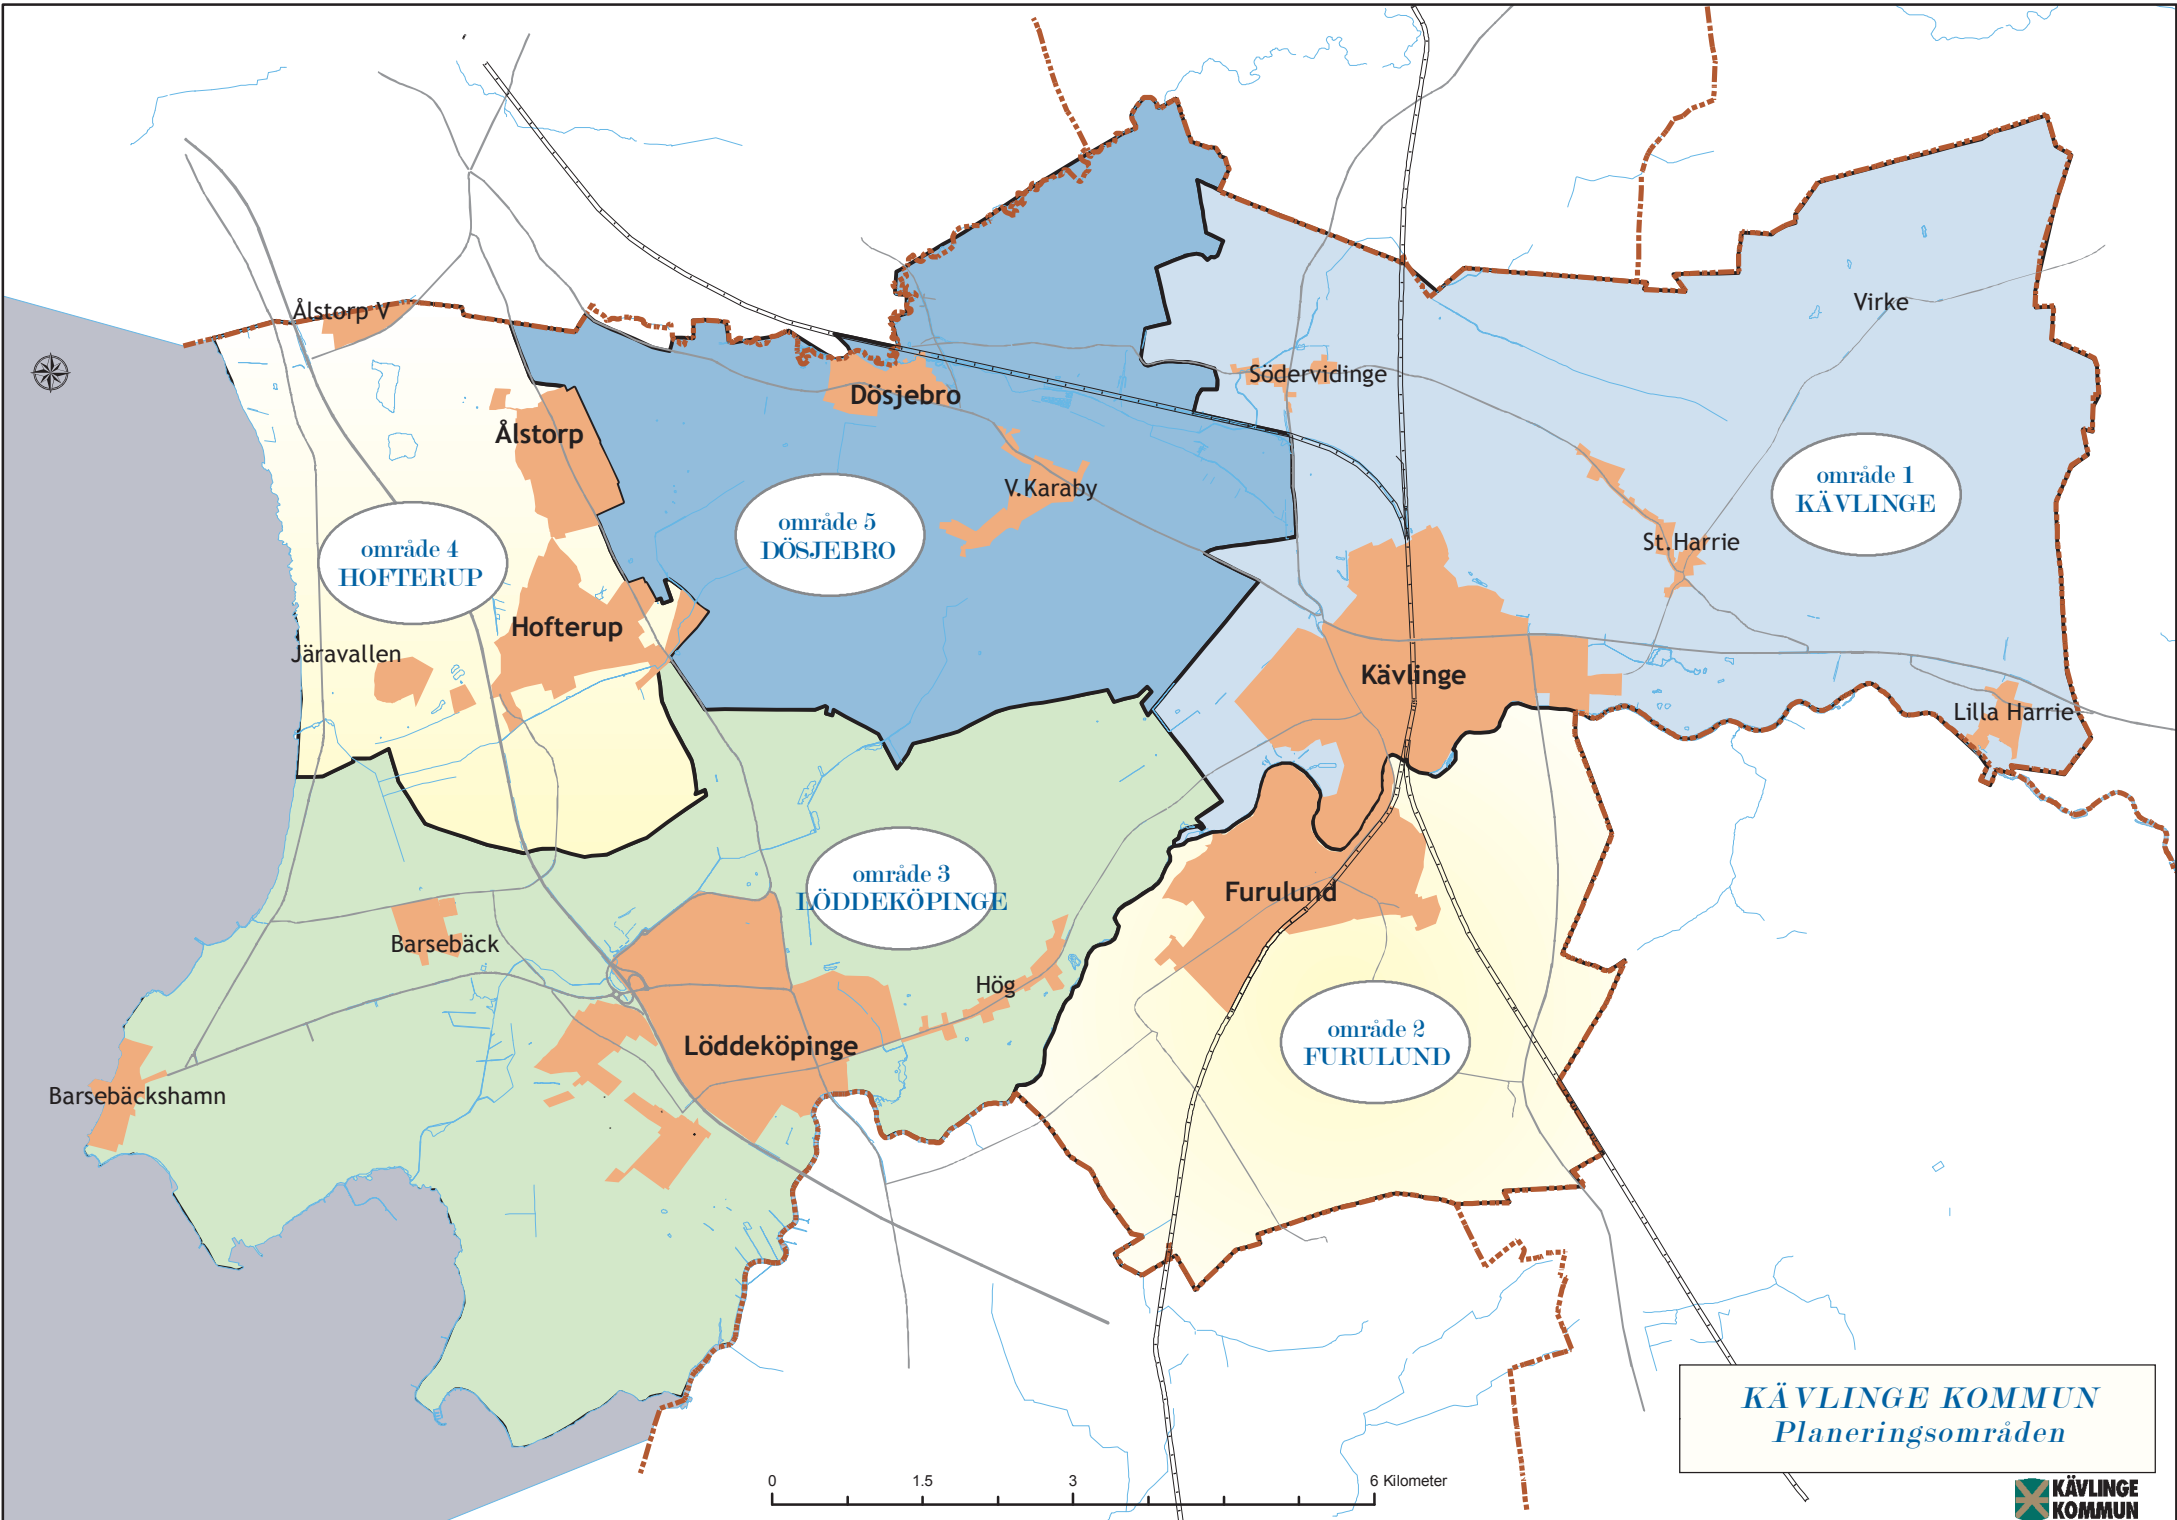 Ålstorp V
Virke
Södervidinge
Dösjebro
Ålstorp
V.Karaby
område 1
KÄVLINGE
område 5
DÖSJEBRO
område 4
HOFTERUP
St.Harrie
Hofterup
Järavallen
Kävlinge
Lilla Harrie
område 3
LÖDDEKÖPINGE
Furulund
Barsebäck
Hög
Löddeköpinge
område 2
FURULUND
Barsebäckshamn
KÄVLINGE KOMMUN
Planeringsområden
0 1.5 3 6 Kilometer
KÄVLINGE
KOMMUN